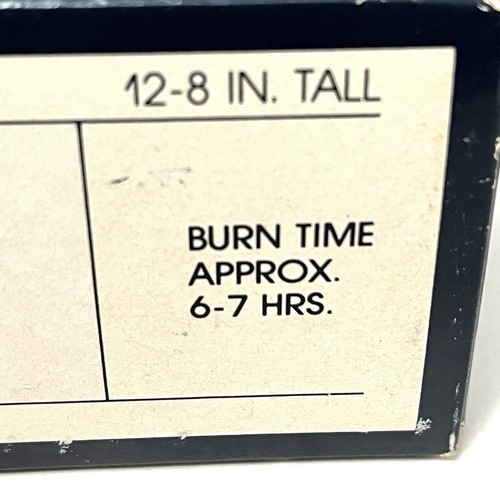 12-8 IN. TALL
BURN TIME
APPROX.
6-7 HRS.